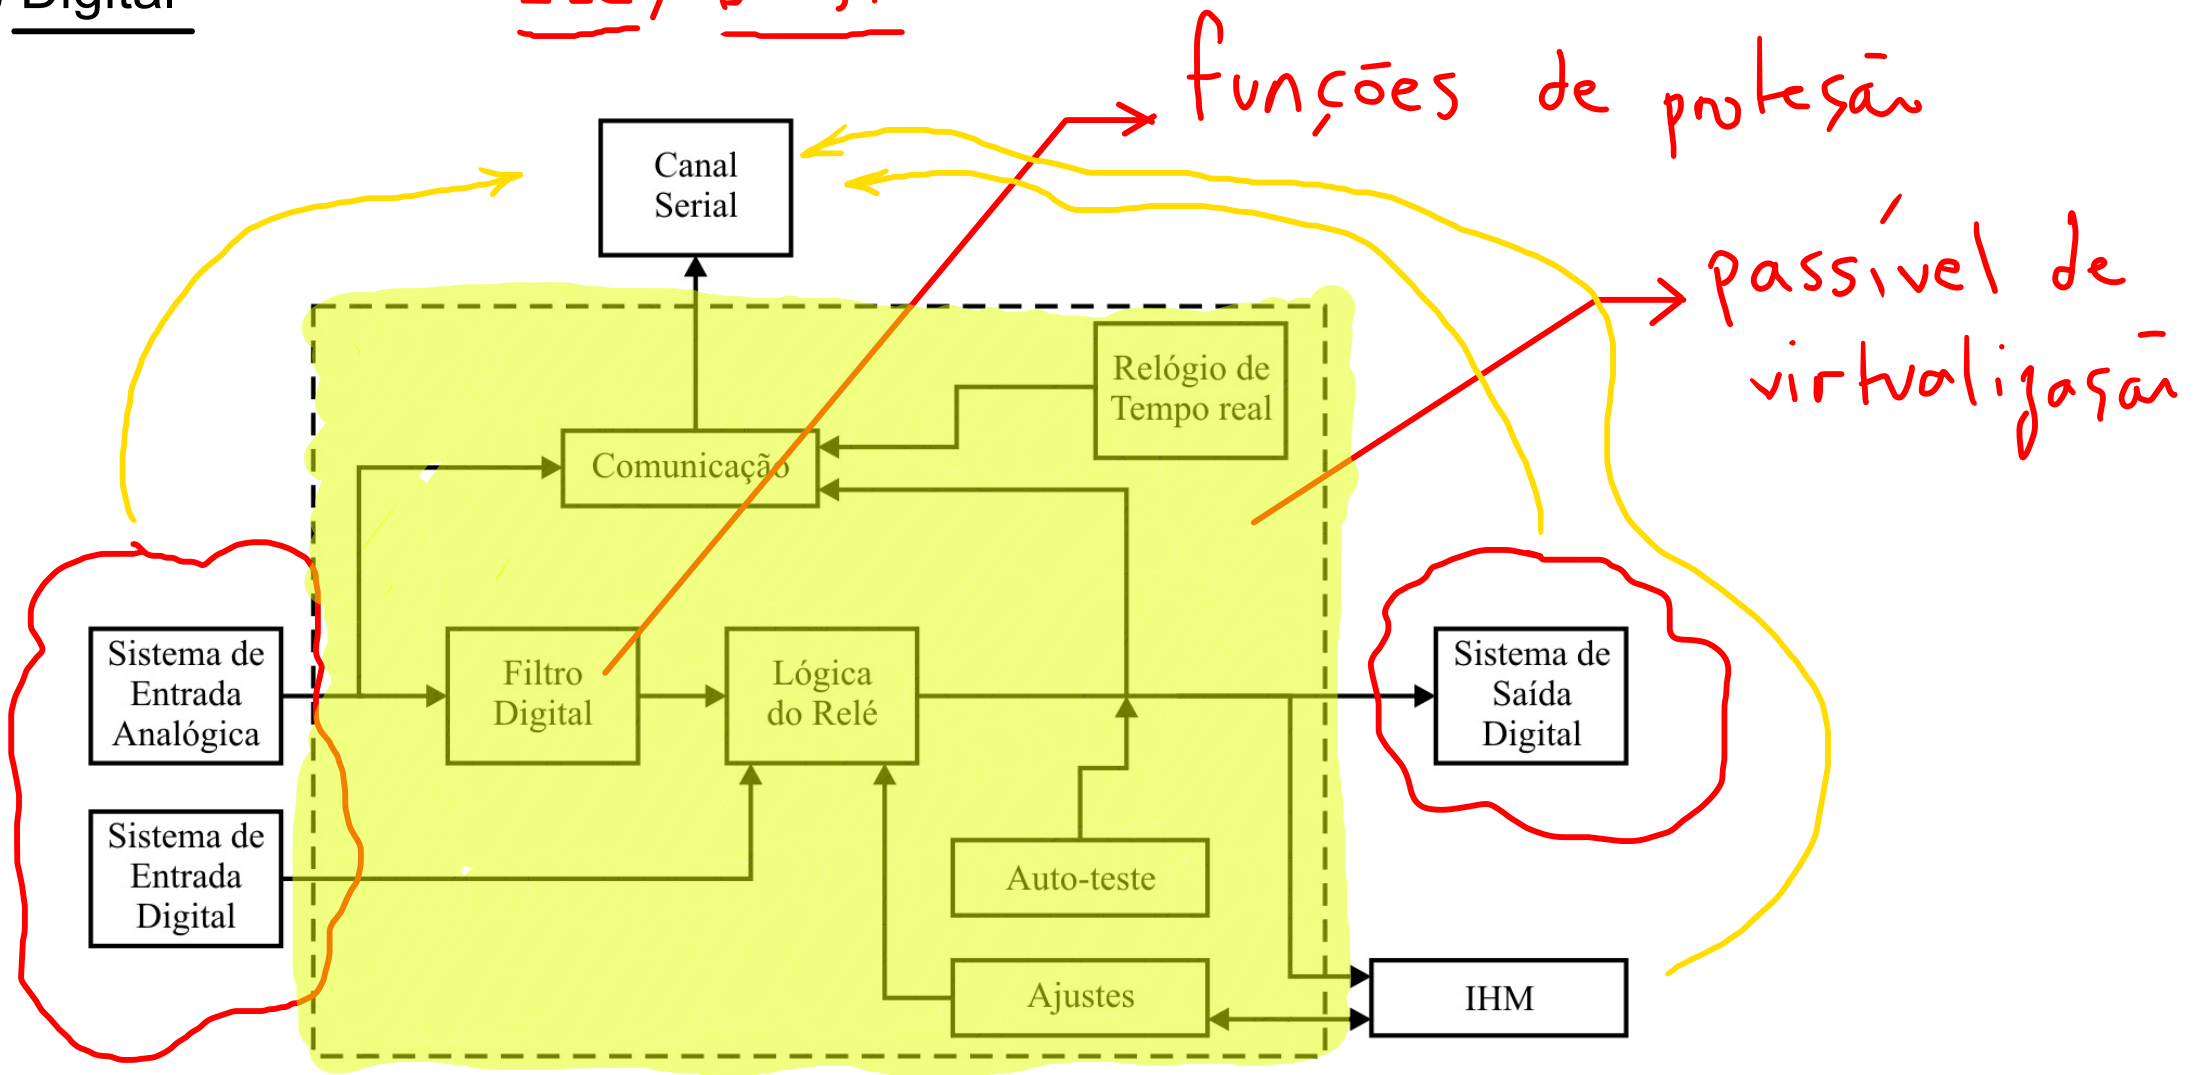 Digital
funções de proteção
Canal
Serial
passível de
virtualização
Relógio de
Tempo real
Comunicação
Sistema de
Entrada
Analógica
Filtro
Digital
Lógica
do Relé
Sistema de
Saída
Digital
Sistema de
Entrada
Digital
Auto-teste
Ajustes
IHM